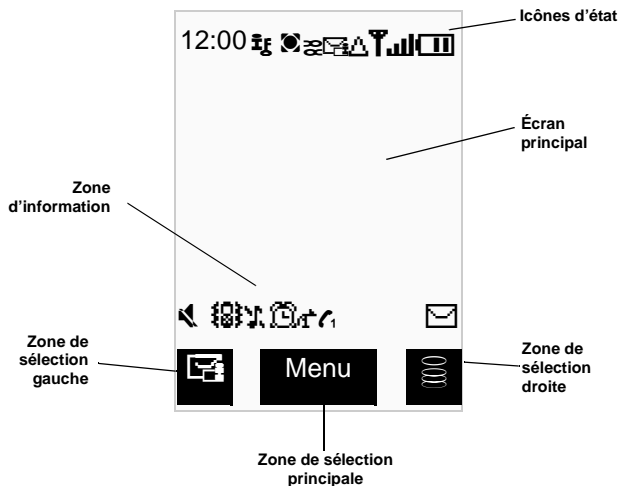 Icônes d’état
12:00
Écran
principal
Zone
d’information
1
Zone de
sélection
gauche
Menu
Zone de
sélection
droite
Zone de sélection
principale